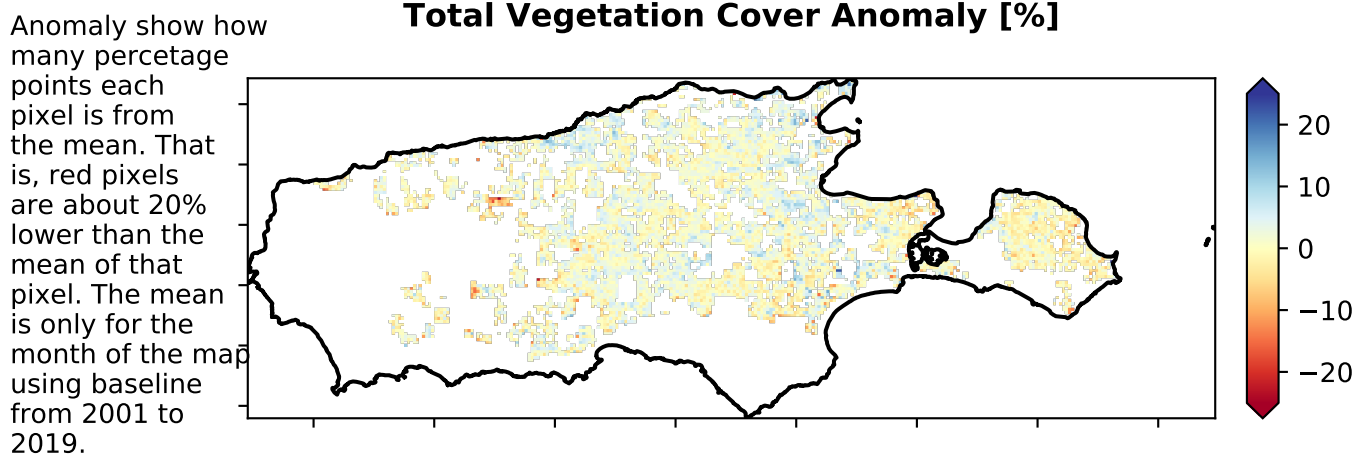 Total Vegetation Cover Anomaly [%]
Anomaly show how
many percetage
points each
pixel is from
the mean. That
is, red pixels
are about 20%
lower than the
mean of that
pixel. The mean
is only for the
month of the map
using baseline
from 2001 to
2019.
20
10
0
−10
−20